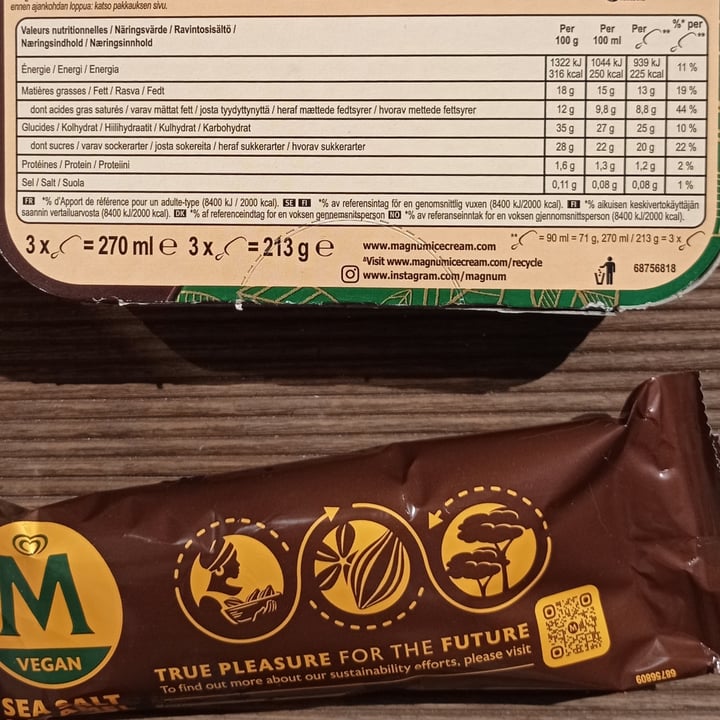 ennen ajankohdan loppua: katso pakkauksen sivu.
Valeurs nutritionnelles / Näringsvärde / Ravintosisältö /
Næringsindhold / Næringsinnhold
Per 100 g Per 100 ml Per ** %* per **
Énergie / Energi / Energia 1322 kJ 316 kcal 1044 kJ 250 kcal 939 kJ 225 kcal 11 %
Matières grasses / Fett / Rasva / Fedt 18 g 15 g 13 g 19 %
dont acides gras saturés / varav mättat fett / josta tyydyttynyttä / heraf mættede fedtsyrer / hvorav mettede fettsyrer 12 g 9,8 g 8,8 g 44 %
Glucides / Kolhydrat / Hiilihydraatit / Kulhydrat / Karbohydrat 35 g 27 g 25 g 10 %
dont sucres / varav sockerarter / josta sokereita / heraf sukkerarter / hvorav sukkerarter 28 g 22 g 20 g 22 %
Protéines / Protein / Proteiini 1,6 g 1,3 g 1,2 g 2 %
Sel / Salt / Suola 0,11 g 0,08 g 0,08 g 1 %
FR *% d'Apport de référence pour un adulte-type (8400 kJ / 2000 kcal). SE FI *% av referensintag för en genomsnittlig vuxen (8400 kJ/2000 kcal). FI *% aikuisen keskivertokäyttäjän
saannin vertailuarvosta (8400 kJ/2000 kcal). DK *% af referenceindtag for en voksen gennemsnitsperson NO *% av referanseinntak for en voksen gjennomsnittsperson (8400 kJ/2000 kcal).
3 x = 270 ml e 3 x = 213 g e
www.magnumicecream.com
** = 90 ml = 71 g, 270 ml / 213 g = 3 x
Visit www.magnumicecream.com/recycle
www.instagram.com/magnum
68756818
M
VEGAN
SEA SALT
TRUE PLEASURE FOR THE FUTURE
To find out more about our sustainability efforts, please visit
M
68756809